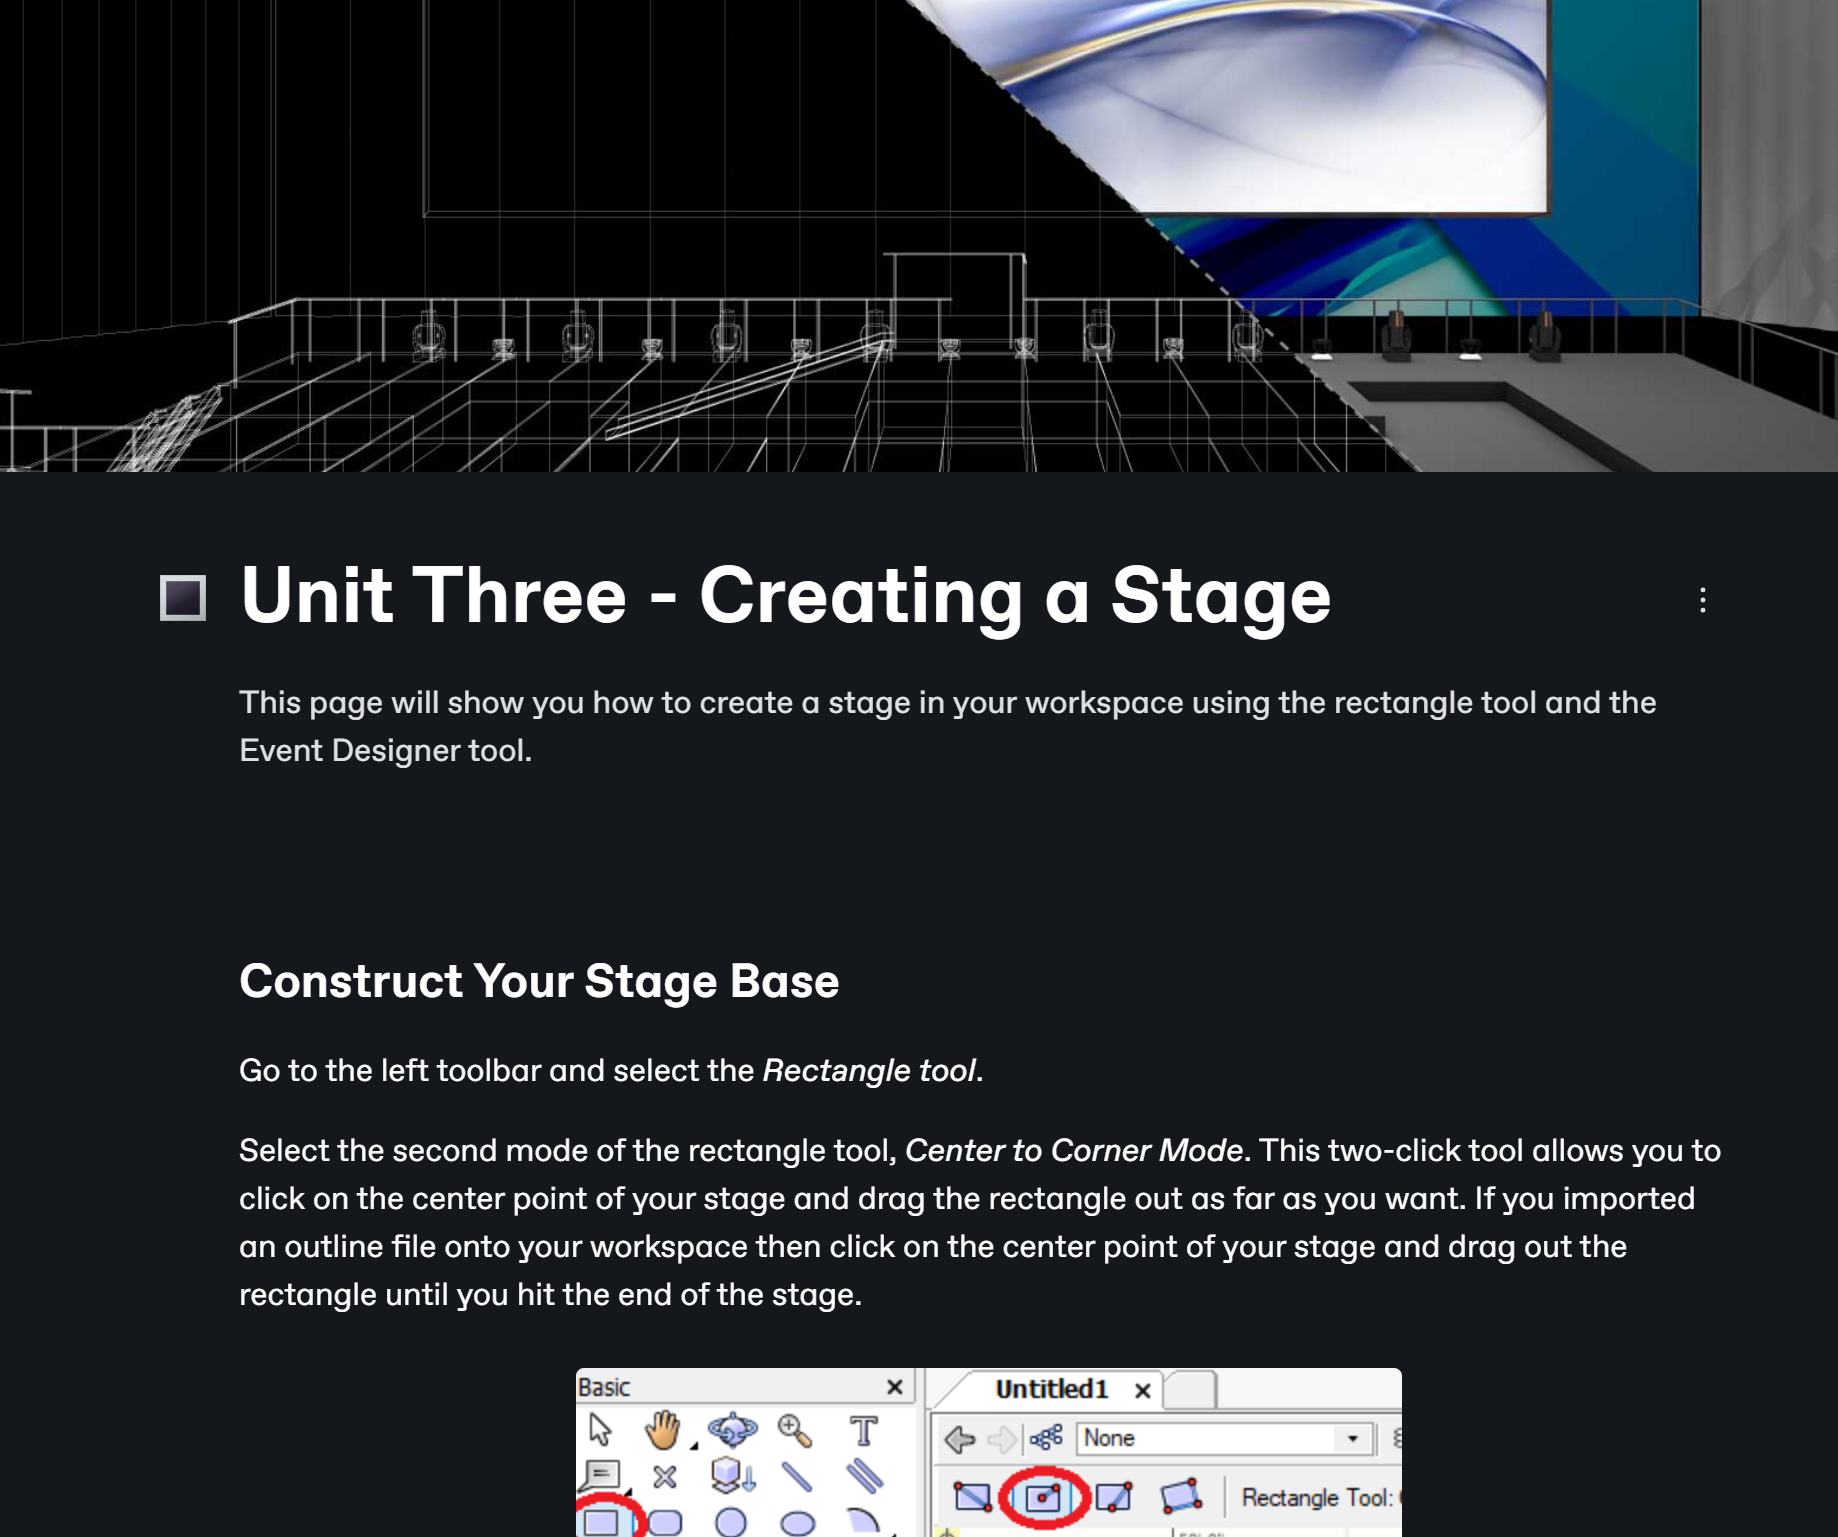 Unit Three - Creating a Stage
This page will show you how to create a stage in your workspace using the rectangle tool and the
Event Designer tool.
Construct Your Stage Base
Go to the left toolbar and select the Rectangle tool.
Select the second mode of the rectangle tool, Center to Corner Mode. This two-click tool allows you to
click on the center point of your stage and drag the rectangle out as far as you want. If you imported
an outline file onto your workspace then click on the center point of your stage and drag out the
rectangle until you hit the end of the stage.
Basic
Untitled1
None
Rectangle Tool: